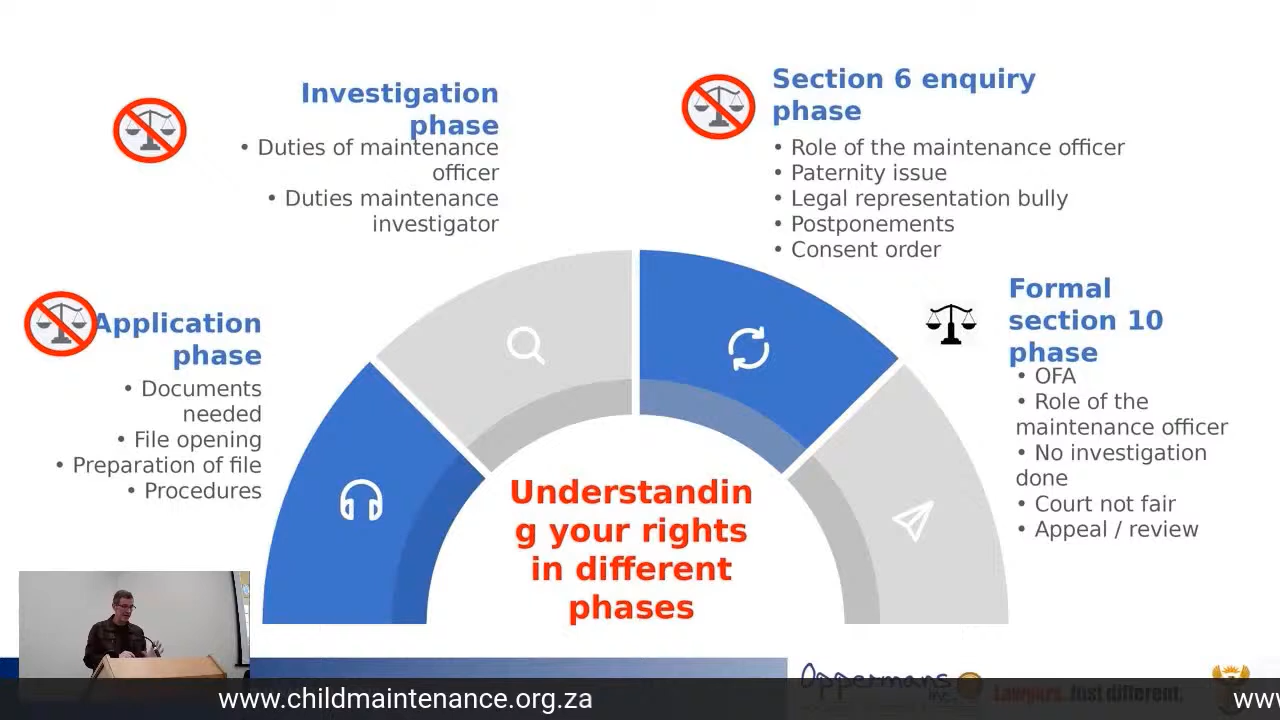 Investigation
phase
• Duties of maintenance
officer
• Duties maintenance
investigator
Section 6 enquiry
phase
• Role of the maintenance officer
• Paternity issue
• Legal representation bully
• Postponements
• Consent order
Application
phase
• Documents
needed
• File opening
• Preparation of file
• Procedures
Formal
section 10
phase
• OFA
• Role of the
maintenance officer
• No investigation
done
• Court not fair
• Appeal / review
Understandin
g your rights
in different
phases
Oppermans
Inc.
Lawyers. Just different.
www.childmaintenance.org.za
www